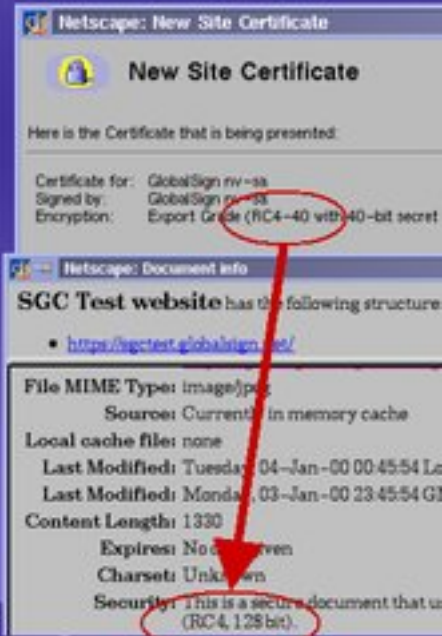 Netscape: New Site Certificate
New Site Certificate
Here is the Certificate that is being presented:
Certificate for: GlobalSign nv-sa
Signed by: GlobalSign nv-sa
Encryption: Export Grade (RC4-40 with 40-bit secret
Netscape: Document info
SGC Test website has the following structure
https://sgctest.globalsign.net/
File MIME Type: image/jpeg
Source: Currently in memory cache
Local cache file: none
Last Modified: Tuesday 04-Jan-00 00:45:54 Lo
Last Modified: Monday, 03-Jan-00 23:45:54 G
Content Length: 1330
Expires: No date given
Charset: Unknown
Security: This is a secure document that us
(RC4, 128 bit).